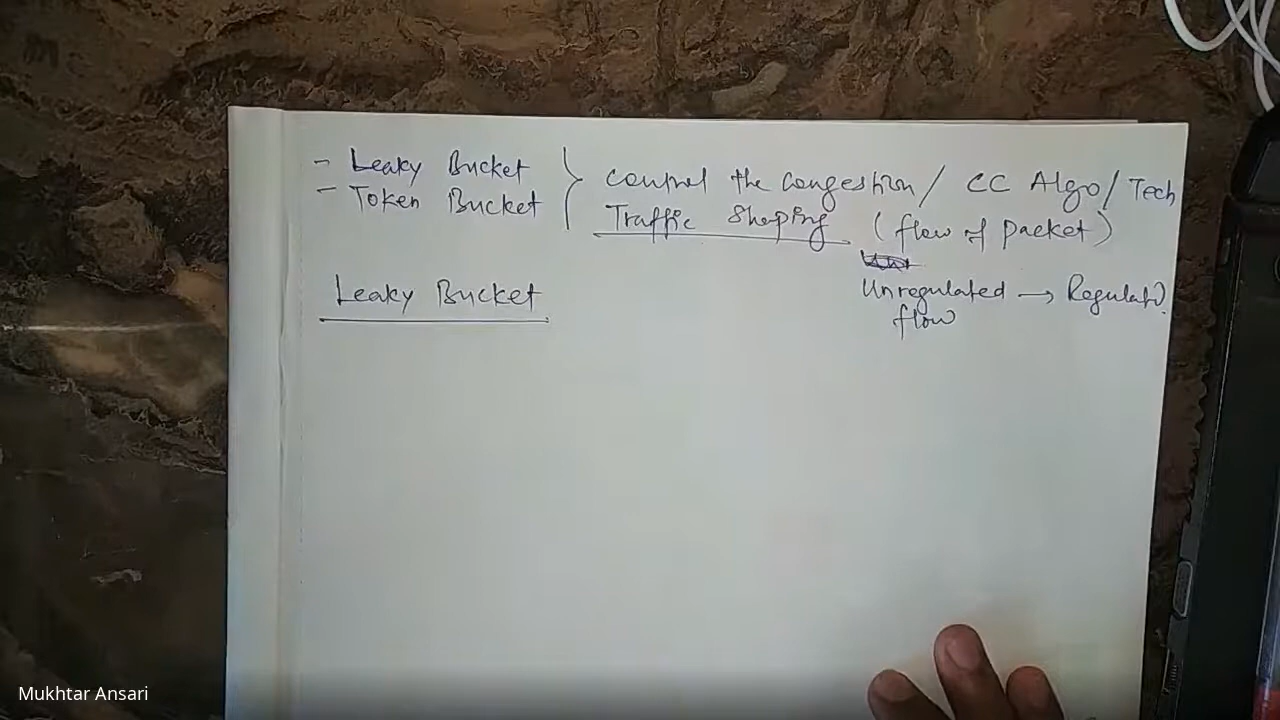 - Leaky Bucket
- Token Bucket
control the congestion / CC Algo / Tech
Traffic Shaping (flow of packet)
Leaky Bucket
Unregulated → Regulati
flow
Mukhtar Ansari